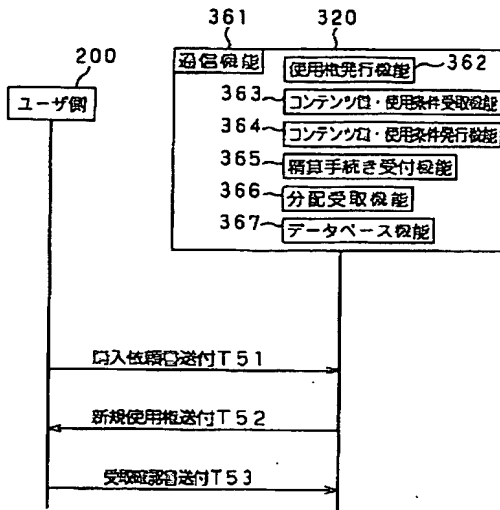 361 320
200
通信機能
使用権発行機能 362
ユーザ側
363 コンテンツ・使用条件受取機能
364 コンテンツ・使用条件発行機能
365 精算手続き受付機能
366 分配受取機能
367 データベース機能
購入依頼書送付T51
新規使用権送付T52
受取確認書送付T53